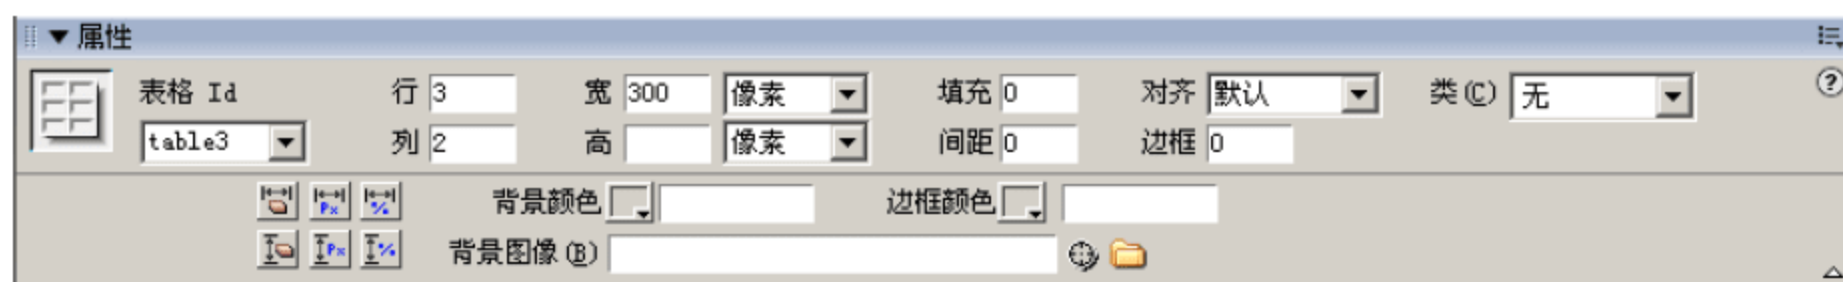 属性
表格 Id 行 3 宽 300 像素 填充 0 对齐 默认 类(C) 无
table3 列 2 高 像素 间距 0 边框 0
Px % 背景颜色 边框颜色
Px % 背景图像(B)